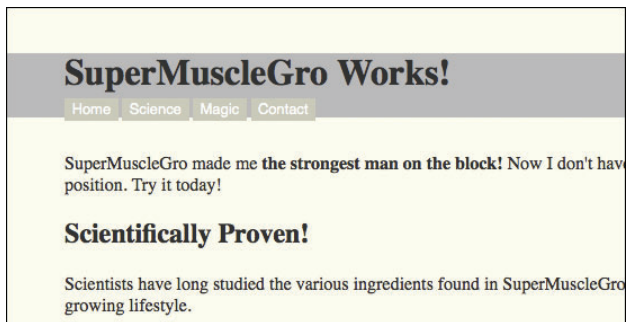 SuperMuscleGro Works!
Home Science Magic Contact
SuperMuscleGro made me the strongest man on the block! Now I don't have
position. Try it today!
Scientifically Proven!
Scientists have long studied the various ingredients found in SuperMuscleGro
growing lifestyle.